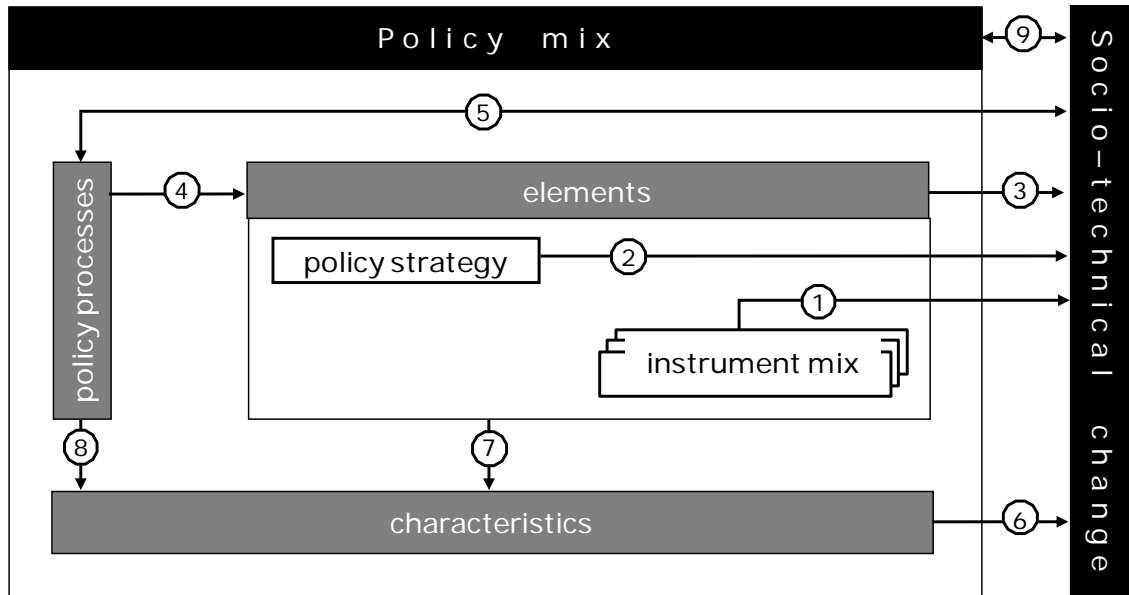 Policy mix
9
Socio-technical change
5
policy processes
4
elements
3
policy strategy
2
1
instrument mix
8
7
characteristics
6